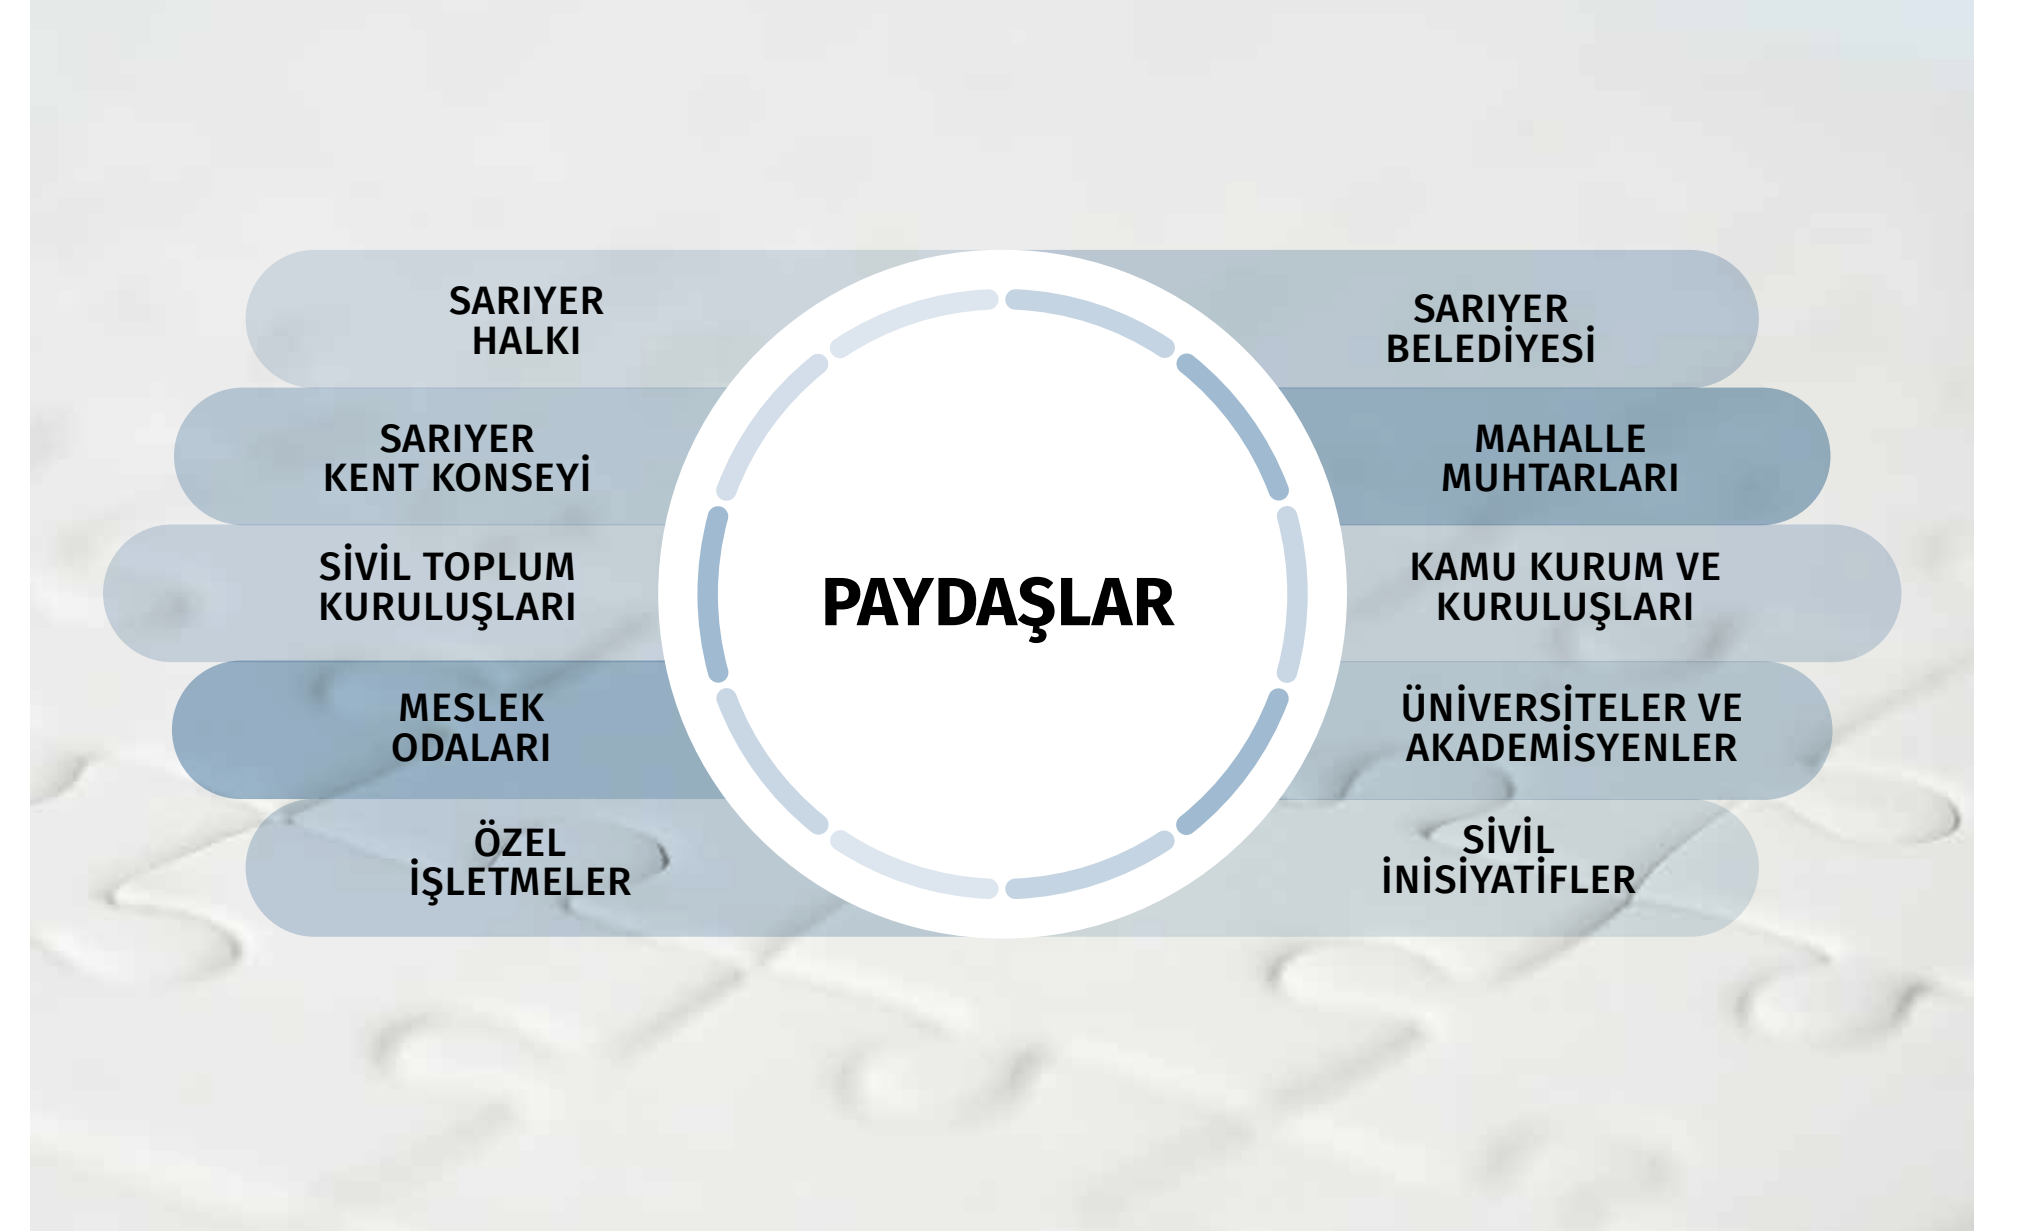 SARIYER
HALKI
SARIYER
KENT KONSEYİ
SİVİL TOPLUM
KURULUŞLARI
MESLEK
ODALARI
ÖZEL
İŞLETMELER
PAYDAŞLAR
SARIYER
BELEDİYESİ
MAHALLE
MUHTARLARI
KAMU KURUM VE
KURULUŞLARI
ÜNİVERSİTELER VE
AKADEMİSYENLER
SİVİL
İNİSİYATİFLER